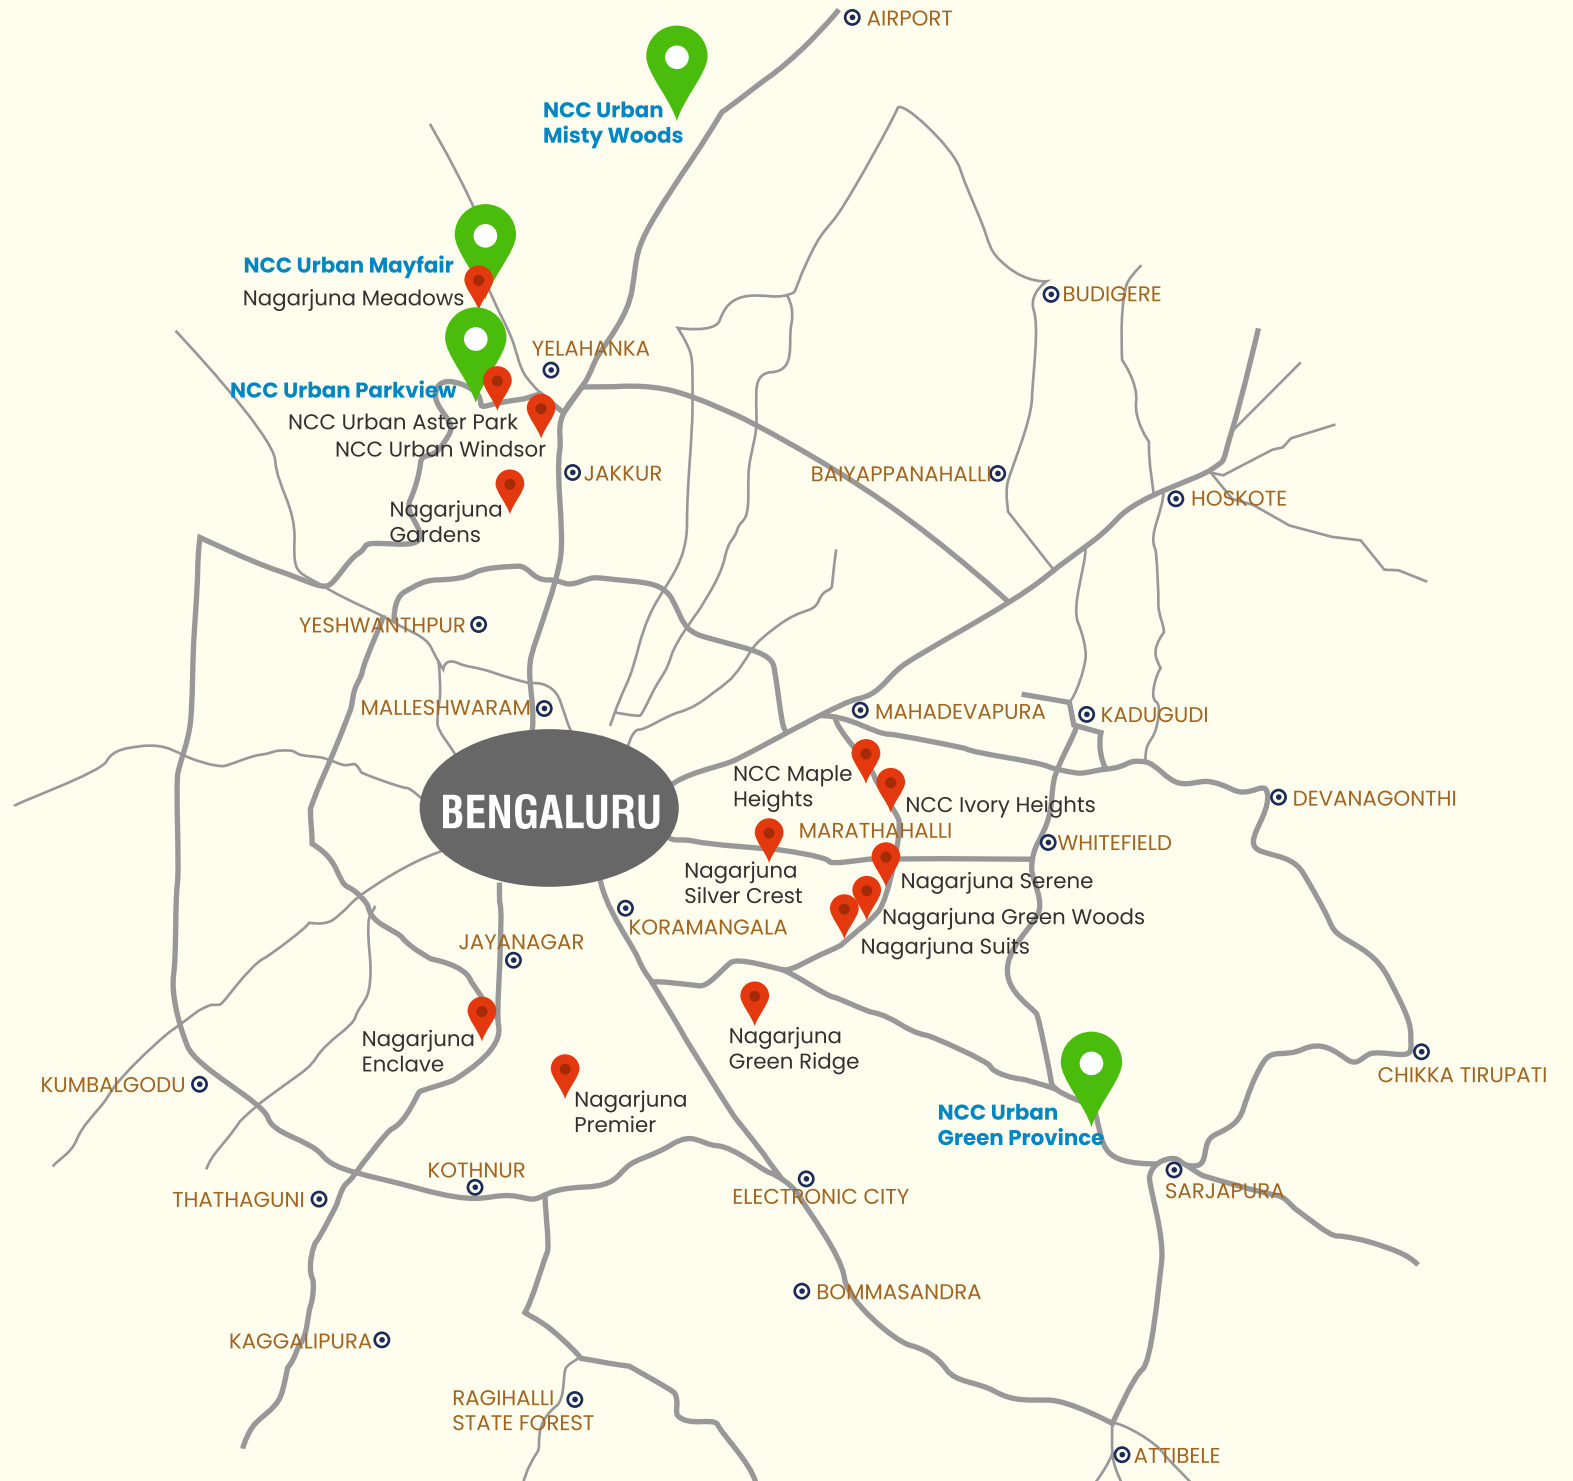 AIRPORT
NCC Urban
Misty Woods
NCC Urban Mayfair
Nagarjuna Meadows
BUDIGERE
YELAHANKA
NCC Urban Parkview
NCC Urban Aster Park
NCC Urban Windsor
JAKKUR
BAIYAPPANAHALLI
HOSKOTE
Nagarjuna
Gardens
YESHWANTHPUR
MALLESHWARAM
MAHADEVAPURA
KADUGUDI
NCC Maple
Heights
NCC Ivory Heights
DEVANAGONTHI
BENGALURU
MARATHAHALLI
WHITEFIELD
Nagarjuna
Silver Crest
Nagarjuna Serene
Nagarjuna Green Woods
KORAMANGALA
Nagarjuna Suits
JAYANAGAR
Nagarjuna
Enclave
Nagarjuna
Green Ridge
KUMBALGODU
CHIKKA TIRUPATI
Nagarjuna
Premier
NCC Urban
Green Province
KOTHNUR
THATHAGUNI
ELECTRONIC CITY
SARJAPURA
BOMMASANDRA
KAGGALIPURA
RAGIHALLI
STATE FOREST
ATTIBELE